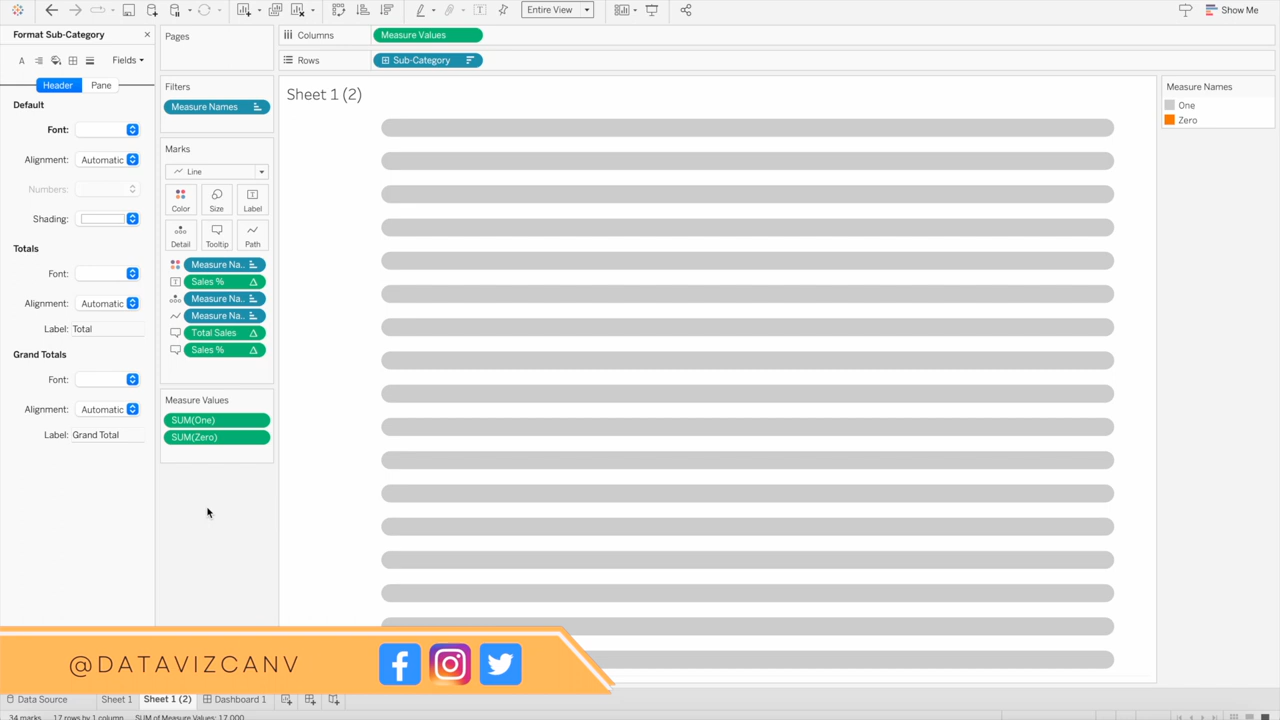 Entire View
Show Me
Format Sub-Category
Fields
Header
Pane
Default
Font:
Alignment: Automatic
Numbers:
Shading:
Totals
Font:
Alignment: Automatic
Label: Total
Grand Totals
Font:
Alignment: Automatic
Label: Grand Total
Pages
Filters
Measure Names
Marks
Line
Color
Size
Label
Detail
Tooltip
Path
Measure Na..
Sales %
Measure Na..
Measure Na..
Total Sales
Sales %
Measure Values
SUM(One)
SUM(Zero)
Columns
Measure Values
Rows
Sub-Category
Sheet 1 (2)
Measure Names
One
Zero
@DATAVIZCANV
Data Source
Sheet 1
Sheet 1 (2)
Dashboard 1
34 marks
17 rows by 1 column
SUM of Measure Values: 17,000